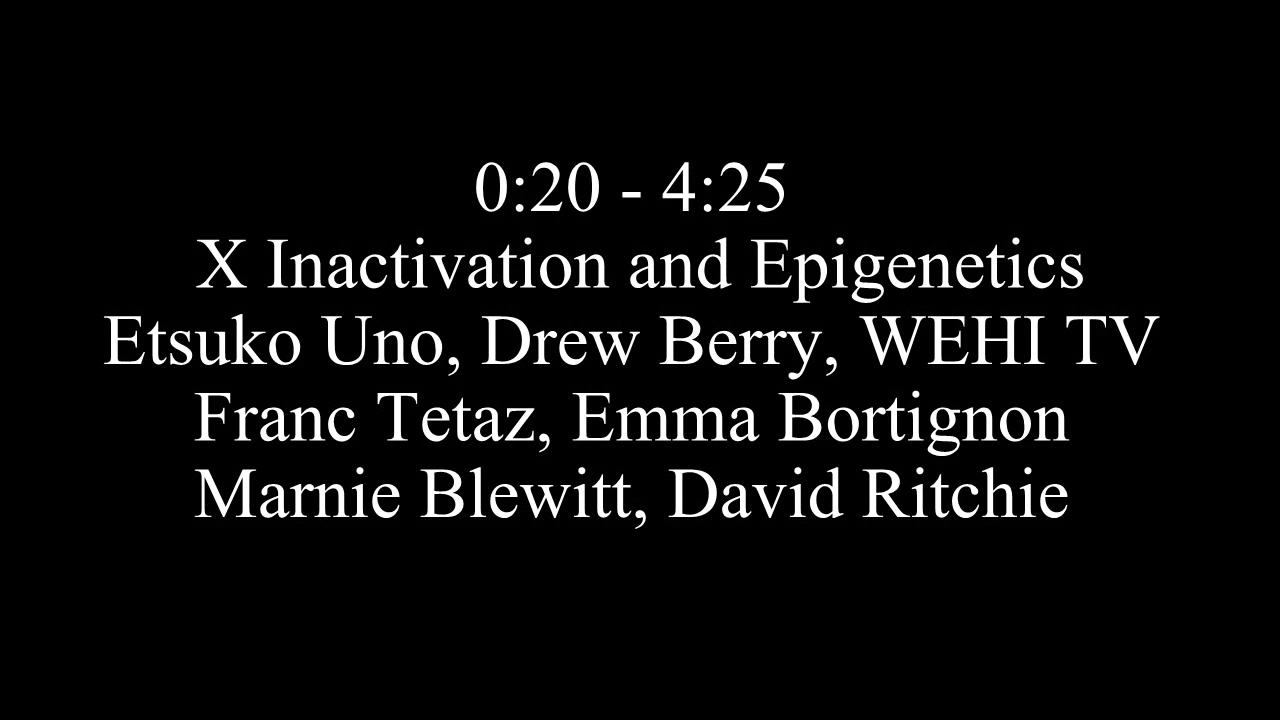 0:20 - 4:25
X Inactivation and Epigenetics
Etsuko Uno, Drew Berry, WEHI TV
Franc Tetaz, Emma Bortignon
Marnie Blewitt, David Ritchie